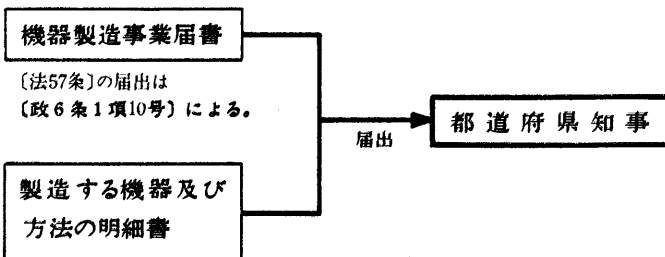 機器製造事業届書
〔法57条〕の届出は
〔政6条1項10号〕による。
届出
都道府県知事
製造する機器及び
方法の明細書